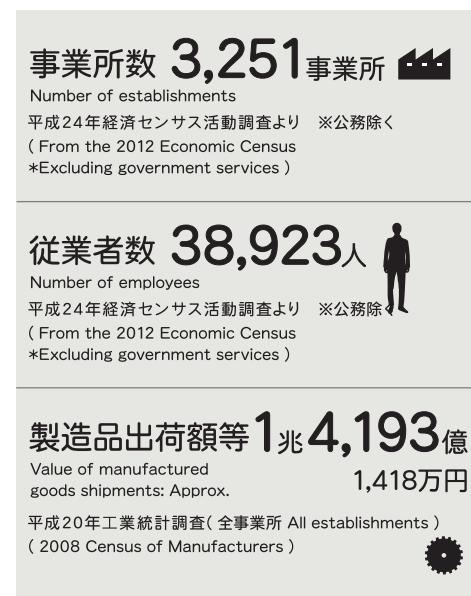 事業所数 3,251事業所
Number of establishments
平成24年経済センサス活動調査より　※公務除く
( From the 2012 Economic Census
*Excluding government services )
従業者数 38,923人
Number of employees
平成24年経済センサス活動調査より　※公務除く
( From the 2012 Economic Census
*Excluding government services )
製造品出荷額等1兆4,193億
1,418万円
Value of manufactured
goods shipments: Approx.
平成20年工業統計調査( 全事業所 All establishments )
( 2008 Census of Manufacturers )